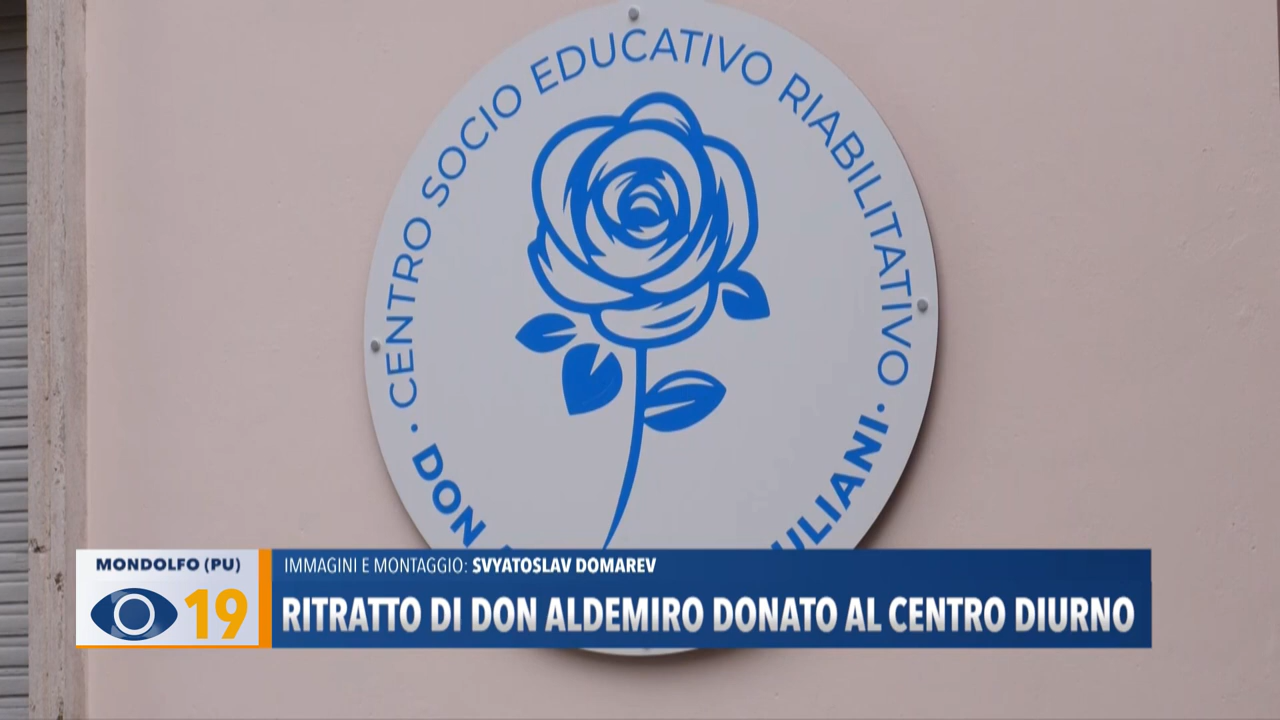 CENTRO SOCIO EDUCATIVO RIABILITATIVO
DON
MONDOLFO (PU)
19
IMMAGINI E MONTAGGIO: SVYATOSLAV DOMAREV
RITRATTO DI DON ALDEMIRO DONATO AL CENTRO DIURNO